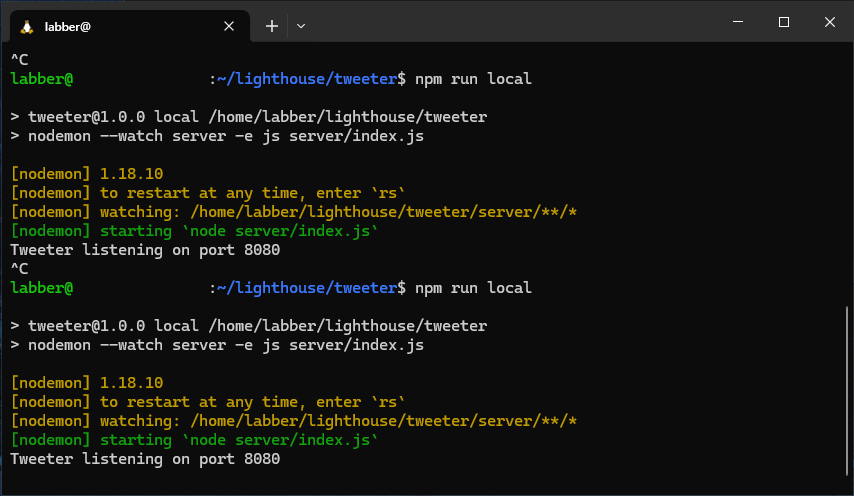 labber@
^C
labber@ :~/lighthouse/tweeter$ npm run local
> tweeter@1.0.0 local /home/labber/lighthouse/tweeter
> nodemon --watch server -e js server/index.js
[nodemon] 1.18.10
[nodemon] to restart at any time, enter `rs`
[nodemon] watching: /home/labber/lighthouse/tweeter/server/**/*
[nodemon] starting `node server/index.js`
Tweeter listening on port 8080
^C
labber@ :~/lighthouse/tweeter$ npm run local
> tweeter@1.0.0 local /home/labber/lighthouse/tweeter
> nodemon --watch server -e js server/index.js
[nodemon] 1.18.10
[nodemon] to restart at any time, enter `rs`
[nodemon] watching: /home/labber/lighthouse/tweeter/server/**/*
[nodemon] starting `node server/index.js`
Tweeter listening on port 8080